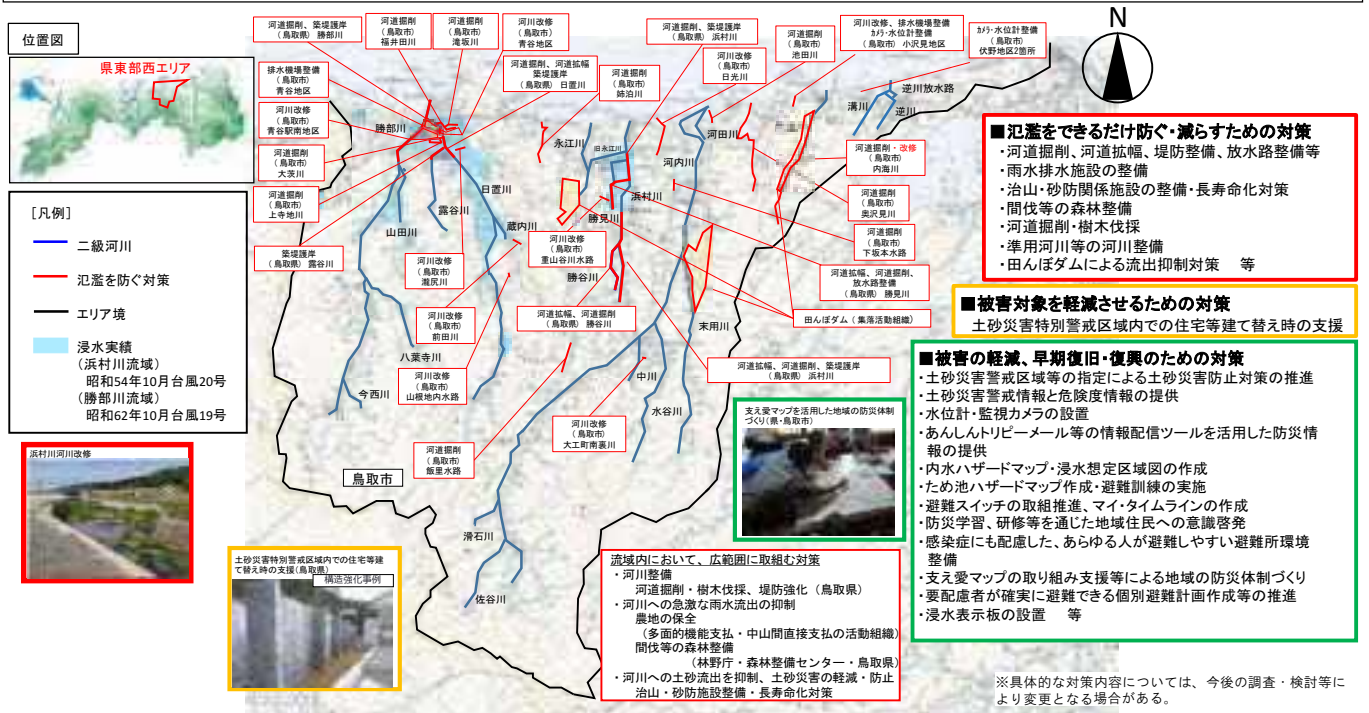 位置図
県東部西エリア
[凡例]
二級河川
氾濫を防ぐ対策
エリア境
浸水実績
(浜村川流域)
昭和54年10月台風20号
(勝部川流域)
昭和62年10月台風19号
浜村川河川改修
河道掘削、築堤護岸
(鳥取県) 勝部川
河道掘削
(鳥取市)
福井田川
河道掘削
(鳥取市)
滝坂川
河川改修
(鳥取市)
青谷地区
河道掘削、河道拡幅
築堤護岸
(鳥取県) 日置川
河道掘削
(鳥取市)
姉泊川
河道掘削、築堤護岸
(鳥取県) 浜村川
河川改修
(鳥取市)
日光川
河道掘削
(鳥取市)
池田川
河川改修、排水機場整備
カメラ・水位計整備
(鳥取市) 小沢見地区
カメラ・水位計整備
(鳥取市)
伏野地区2箇所
排水機場整備
(鳥取市)
青谷地区
河川改修
(鳥取市)
青谷駅南地区
河道掘削
(鳥取市)
大茨川
河道掘削
(鳥取市)
上寺地川
築堤護岸
(鳥取県) 露谷川
勝部川
日置川
露谷川
山田川
蔵内川
八葉寺川
今西川
永江川
旧永江川
浜村川
勝見川
勝谷川
河内川
河田川
溝川
逆川放水路
逆川
末用川
中川
水谷川
滑石川
佐谷川
鳥取市
河川改修
(鳥取市)
瀧尻川
河川改修
(鳥取市)
前田川
河川改修
(鳥取市)
山根地内水路
河川改修
(鳥取市)
重山谷川水路
河道拡幅、河道掘削
(鳥取県) 勝谷川
河道掘削
(鳥取市)
飯里水路
河川改修
(鳥取市)
大工町南裏川
河道掘削・改修
(鳥取市)
内海川
河道掘削
(鳥取市)
奥沢見川
河道掘削
(鳥取市)
下坂本水路
河道拡幅、河道掘削、
放水路整備
(鳥取県) 勝見川
田んぼダム(集落活動組織)
河道拡幅、河道掘削、築堤護岸
(鳥取県) 浜村川
支え愛マップを活用した地域の防災体制
づくり(県・鳥取市)
土砂災害特別警戒区域内での住宅等建
て替え時の支援(鳥取県)
構造強化事例
流域内において、広範囲に取組む対策
・河川整備
河道掘削・樹木伐採、堤防強化(鳥取県)
・河川への急激な雨水流出の抑制
農地の保全
(多面的機能支払・中山間直接支払の活動組織)
間伐等の森林整備
(林野庁・森林整備センター・鳥取県)
・河川への土砂流出を抑制、土砂災害の軽減・防止
治山・砂防施設整備・長寿命化対策
N
■氾濫をできるだけ防ぐ・減らすための対策
・河道掘削、河道拡幅、堤防整備、放水路整備等
・雨水排水施設の整備
・治山・砂防関係施設の整備・長寿命化対策
・間伐等の森林整備
・河道掘削・樹木伐採
・準用河川等の河川整備
・田んぼダムによる流出抑制対策 等
■被害対象を軽減させるための対策
土砂災害特別警戒区域内での住宅等建て替え時の支援
■被害の軽減、早期復旧・復興のための対策
・土砂災害警戒区域等の指定による土砂災害防止対策の推進
・土砂災害警戒情報と危険度情報の提供
・水位計・監視カメラの設置
・あんしんトリピーメール等の情報配信ツールを活用した防災情
報の提供
・内水ハザードマップ・浸水想定区域図の作成
・ため池ハザードマップ作成・避難訓練の実施
・避難スイッチの取組推進、マイ・タイムラインの作成
・防災学習、研修等を通じた地域住民への意識啓発
・感染症にも配慮した、あらゆる人が避難しやすい避難所環境
整備
・支え愛マップの取り組み支援等による地域の防災体制づくり
・要配慮者が確実に避難できる個別避難計画作成等の推進
・浸水表示板の設置 等
※具体的な対策内容については、今後の調査・検討等に
より変更となる場合がある。